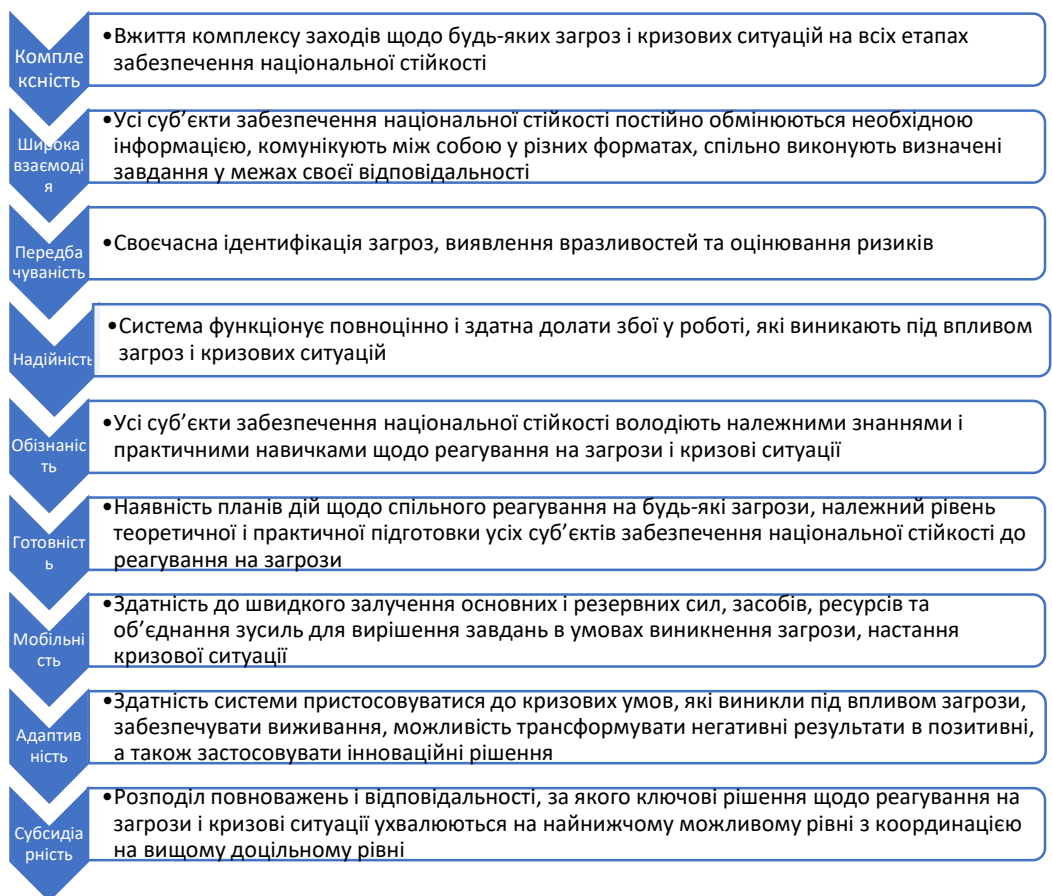 Компле
ксність
•Вжиття комплексу заходів щодо будь-яких загроз і кризових ситуацій на всіх етапах
забезпечення національної стійкості
Широка
взаємоді
я
•Усі суб’єкти забезпечення національної стійкості постійно обмінюються необхідною
інформацією, комунікують між собою у різних форматах, спільно виконують визначені
завдання у межах своєї відповідальності
Передба
чуваність
•Своєчасна ідентифікація загроз, виявлення вразливостей та оцінювання ризиків
Надійність
•Система функціонує повноцінно і здатна долати збої у роботі, які виникають під впливом
загроз і кризових ситуацій
Обізнаніс
ть
•Усі суб’єкти забезпечення національної стійкості володіють належними знаннями і
практичними навичками щодо реагування на загрози і кризові ситуації
Готовніст
ь
•Наявність планів дій щодо спільного реагування на будь-які загрози, належний рівень
теоретичної і практичної підготовки усіх суб’єктів забезпечення національної стійкості до
реагування на загрози
Мобільні
сть
•Здатність до швидкого залучення основних і резервних сил, засобів, ресурсів та
об’єднання зусиль для вирішення завдань в умовах виникнення загрози, настання
кризової ситуації
Адаптив
ність
•Здатність системи пристосовуватися до кризових умов, які виникли під впливом загрози,
забезпечувати виживання, можливість трансформувати негативні результати в позитивні,
а також застосовувати інноваційні рішення
Субсидіа
рність
•Розподіл повноважень і відповідальності, за якого ключові рішення щодо реагування на
загрози і кризові ситуації ухвалюються на найнижчому можливому рівні з координацією
на вищому доцільному рівні